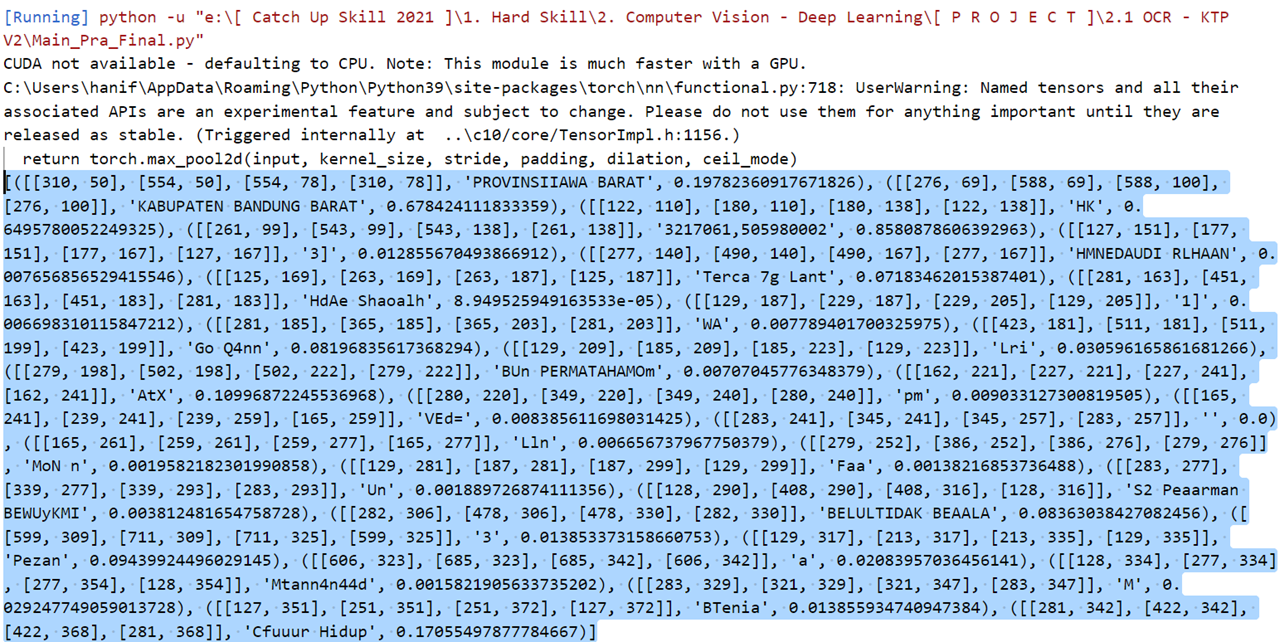 [Running] python -u "e:\[ Catch Up Skill 2021 ]\1. Hard Skill\2. Computer Vision - Deep Learning\[ P R O J E C T ]\2.1 OCR - KTP
V2\Main_Pra_Final.py"
CUDA not available - defaulting to CPU. Note: This module is much faster with a GPU.
C:\Users\hanif\AppData\Roaming\Python\Python39\site-packages\torch\nn\functional.py:718: UserWarning: Named tensors and all their
associated APIs are an experimental feature and subject to change. Please do not use them for anything important until they are
released as stable. (Triggered internally at  ..\c10/core/TensorImpl.h:1156.)
  return torch.max_pool2d(input, kernel_size, stride, padding, dilation, ceil_mode)
[([[310, 50], [554, 50], [554, 78], [310, 78]], 'PROVINSIIAWA BARAT', 0.19782360917671826), ([[276, 69], [588, 69], [588, 100],
[276, 100]], 'KABUPATEN BANDUNG BARAT', 0.678424111833559), ([[122, 110], [180, 110], [180, 138], [122, 138]], 'HK', 0.
6495780052249325), ([[261, 99], [543, 99], [543, 138], [261, 138]], '3217061,505980002', 0.8580878606392963), ([[127, 151], [177,
151], [177, 167], [127, 167]], '3]', 0.012855670493866912), ([[277, 140], [490, 140], [490, 167], [277, 167]], 'HMNEDAUDI RLHAAN', 0.
007656856529415546), ([[125, 169], [263, 169], [263, 187], [125, 187]], 'Terca 7g Lant', 0.07183462015387401), ([[281, 163], [451,
163], [451, 183], [281, 183]], 'HdAe Shaoalh', 8.949525949163533e-05), ([[129, 187], [229, 187], [229, 205], [129, 205]], '1]', 0.
006698310115847212), ([[281, 185], [365, 185], [365, 203], [281, 203]], 'WA', 0.007789401700325975), ([[423, 181], [511, 181], [511,
199], [423, 199]], 'Go Q4nn', 0.08196835617368294), ([[129, 209], [185, 209], [185, 223], [129, 223]], 'Lri', 0.030596165861681266),
([[279, 198], [502, 198], [502, 222], [279, 222]], 'BUn PERMATAHAMOm', 0.00707045776348379), ([[162, 221], [227, 221], [227, 241],
[162, 241]], 'AtX', 0.10996872245536968), ([[280, 220], [349, 220], [349, 240], [280, 240]], 'pm', 0.009033127300819505), ([[165,
241], [239, 241], [239, 259], [165, 259]], 'VEd=', 0.008385611698031425), ([[283, 241], [345, 241], [345, 257], [283, 257]], '', 0.0)
, ([[165, 261], [259, 261], [259, 277], [165, 277]], 'Lln', 0.006656737967750379), ([[279, 252], [386, 252], [386, 276], [279, 276]]
, 'MoN n', 0.0019582182301990858), ([[129, 281], [187, 281], [187, 299], [129, 299]], 'Faa', 0.00138216853736488), ([[283, 277],
[339, 277], [339, 293], [283, 293]], 'Un', 0.001889726874111356), ([[128, 290], [408, 290], [408, 316], [128, 316]], 'S2 Peaarman
BEWUyKMI', 0.003812481654758728), ([[282, 306], [478, 306], [478, 330], [282, 330]], 'BELULTIDAK BEAALA', 0.08363038427082456), ([
[599, 309], [711, 309], [711, 325], [599, 325]], '3', 0.013853373158660753), ([[129, 317], [213, 317], [213, 335], [129, 335]],
'Pezan', 0.09439924496029145), ([[606, 323], [685, 323], [685, 342], [606, 342]], 'a', 0.02083957036456141), ([[128, 334], [277, 334]
, [277, 354], [128, 354]], 'Mtann4n44d', 0.0015821905633735202), ([[283, 329], [321, 329], [321, 347], [283, 347]], 'M', 0.
029247749059013728), ([[127, 351], [251, 351], [251, 372], [127, 372]], 'BTenia', 0.013855934740947384), ([[281, 342], [422, 342],
[422, 368], [281, 368]], 'Cfuuur Hidup', 0.17055497877784667)]